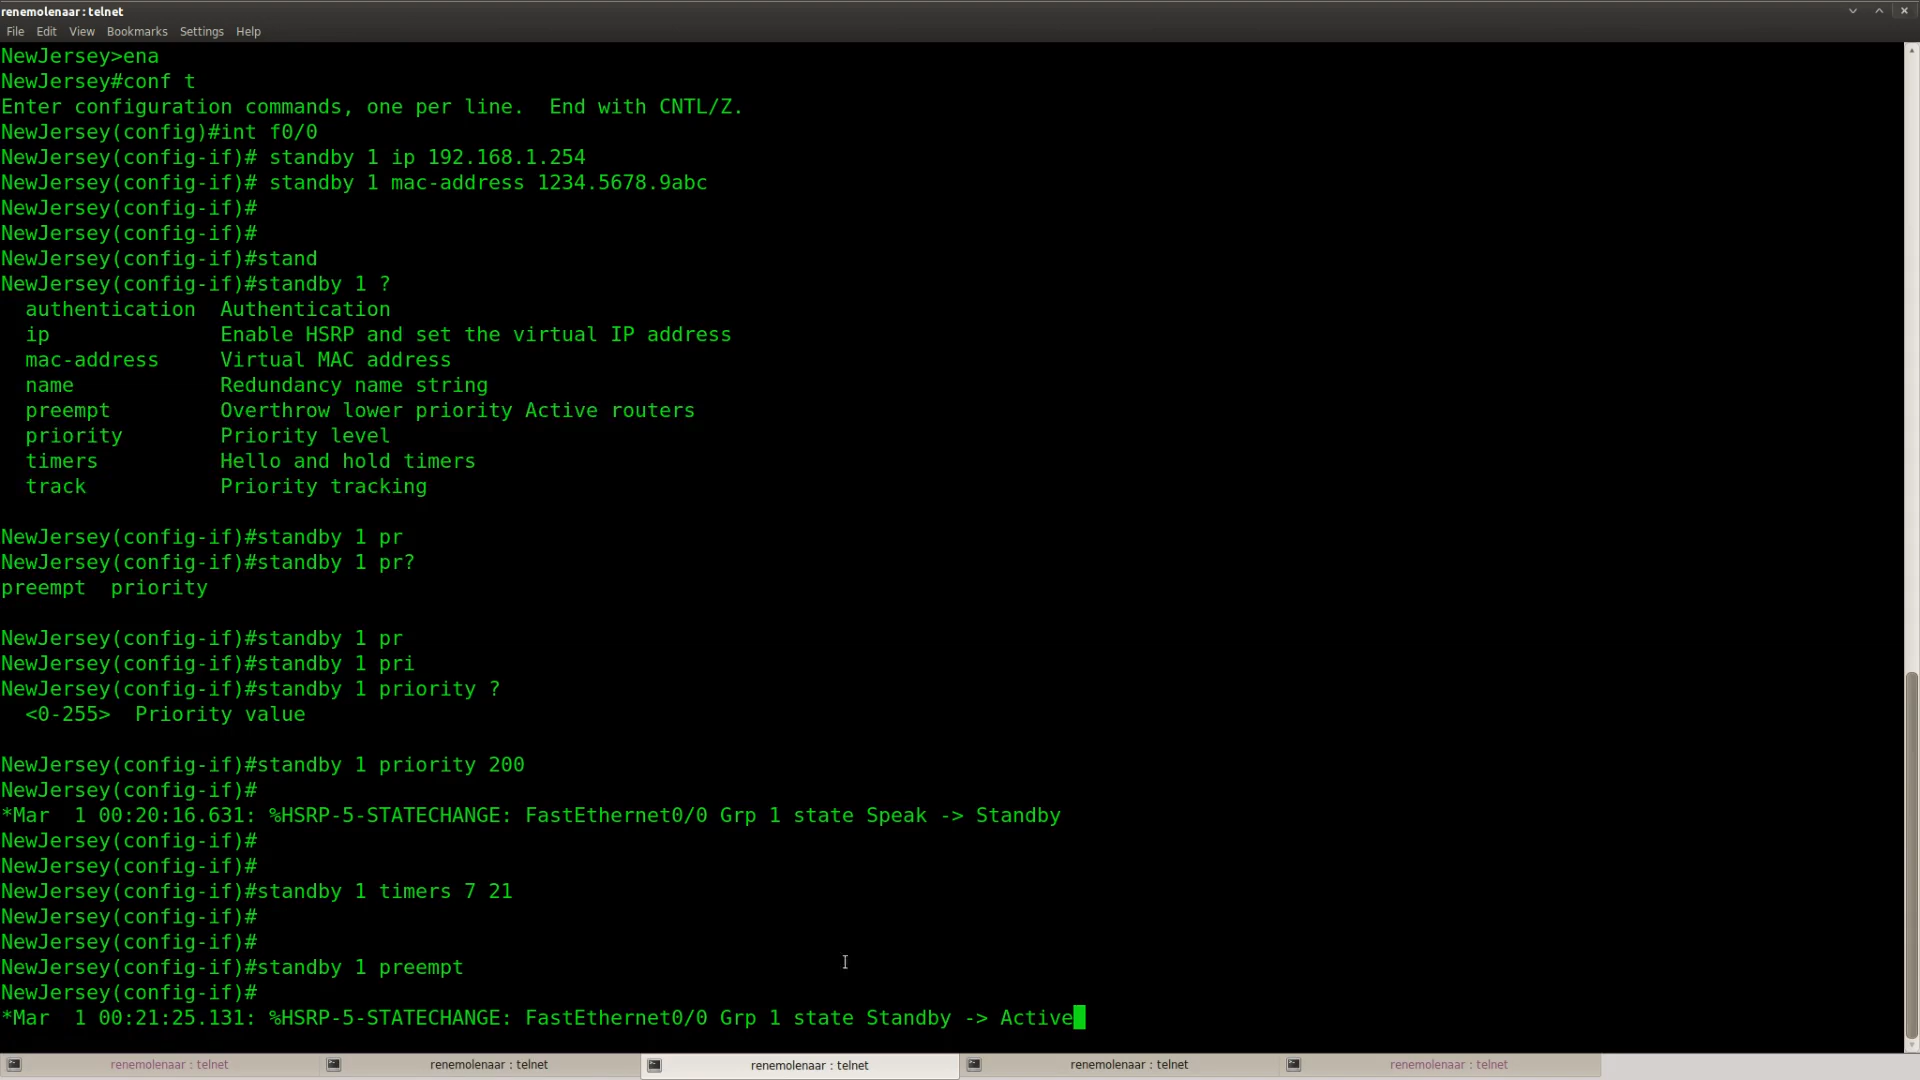 renemolenaar : telnet
File Edit View Bookmarks Settings Help
NewJersey>ena
NewJersey#conf t
Enter configuration commands, one per line.  End with CNTL/Z.
NewJersey(config)#int f0/0
NewJersey(config-if)# standby 1 ip 192.168.1.254
NewJersey(config-if)# standby 1 mac-address 1234.5678.9abc
NewJersey(config-if)#
NewJersey(config-if)#
NewJersey(config-if)#stand
NewJersey(config-if)#standby 1 ?
  authentication  Authentication
  ip              Enable HSRP and set the virtual IP address
  mac-address     Virtual MAC address
  name            Redundancy name string
  preempt         Overthrow lower priority Active routers
  priority        Priority level
  timers          Hello and hold timers
  track           Priority tracking
NewJersey(config-if)#standby 1 pr
NewJersey(config-if)#standby 1 pr?
preempt  priority
NewJersey(config-if)#standby 1 pr
NewJersey(config-if)#standby 1 pri
NewJersey(config-if)#standby 1 priority ?
  <0-255>  Priority value
NewJersey(config-if)#standby 1 priority 200
NewJersey(config-if)#
*Mar  1 00:20:16.631: %HSRP-5-STATECHANGE: FastEthernet0/0 Grp 1 state Speak -> Standby
NewJersey(config-if)#
NewJersey(config-if)#
NewJersey(config-if)#standby 1 timers 7 21
NewJersey(config-if)#
NewJersey(config-if)#
NewJersey(config-if)#standby 1 preempt
NewJersey(config-if)#
*Mar  1 00:21:25.131: %HSRP-5-STATECHANGE: FastEthernet0/0 Grp 1 state Standby -> Active
renemolenaar : telnet renemolenaar : telnet renemolenaar : telnet renemolenaar : telnet renemolenaar : telnet